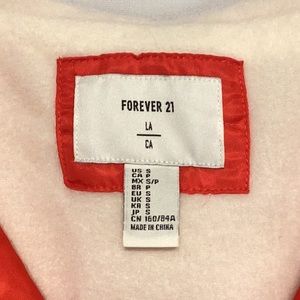 FOREVER 21
LA
CA
US S
CA P
MX S/P
BR P
EU S
UK S
KR S
JP S
CN 160/84A
MADE IN CHINA